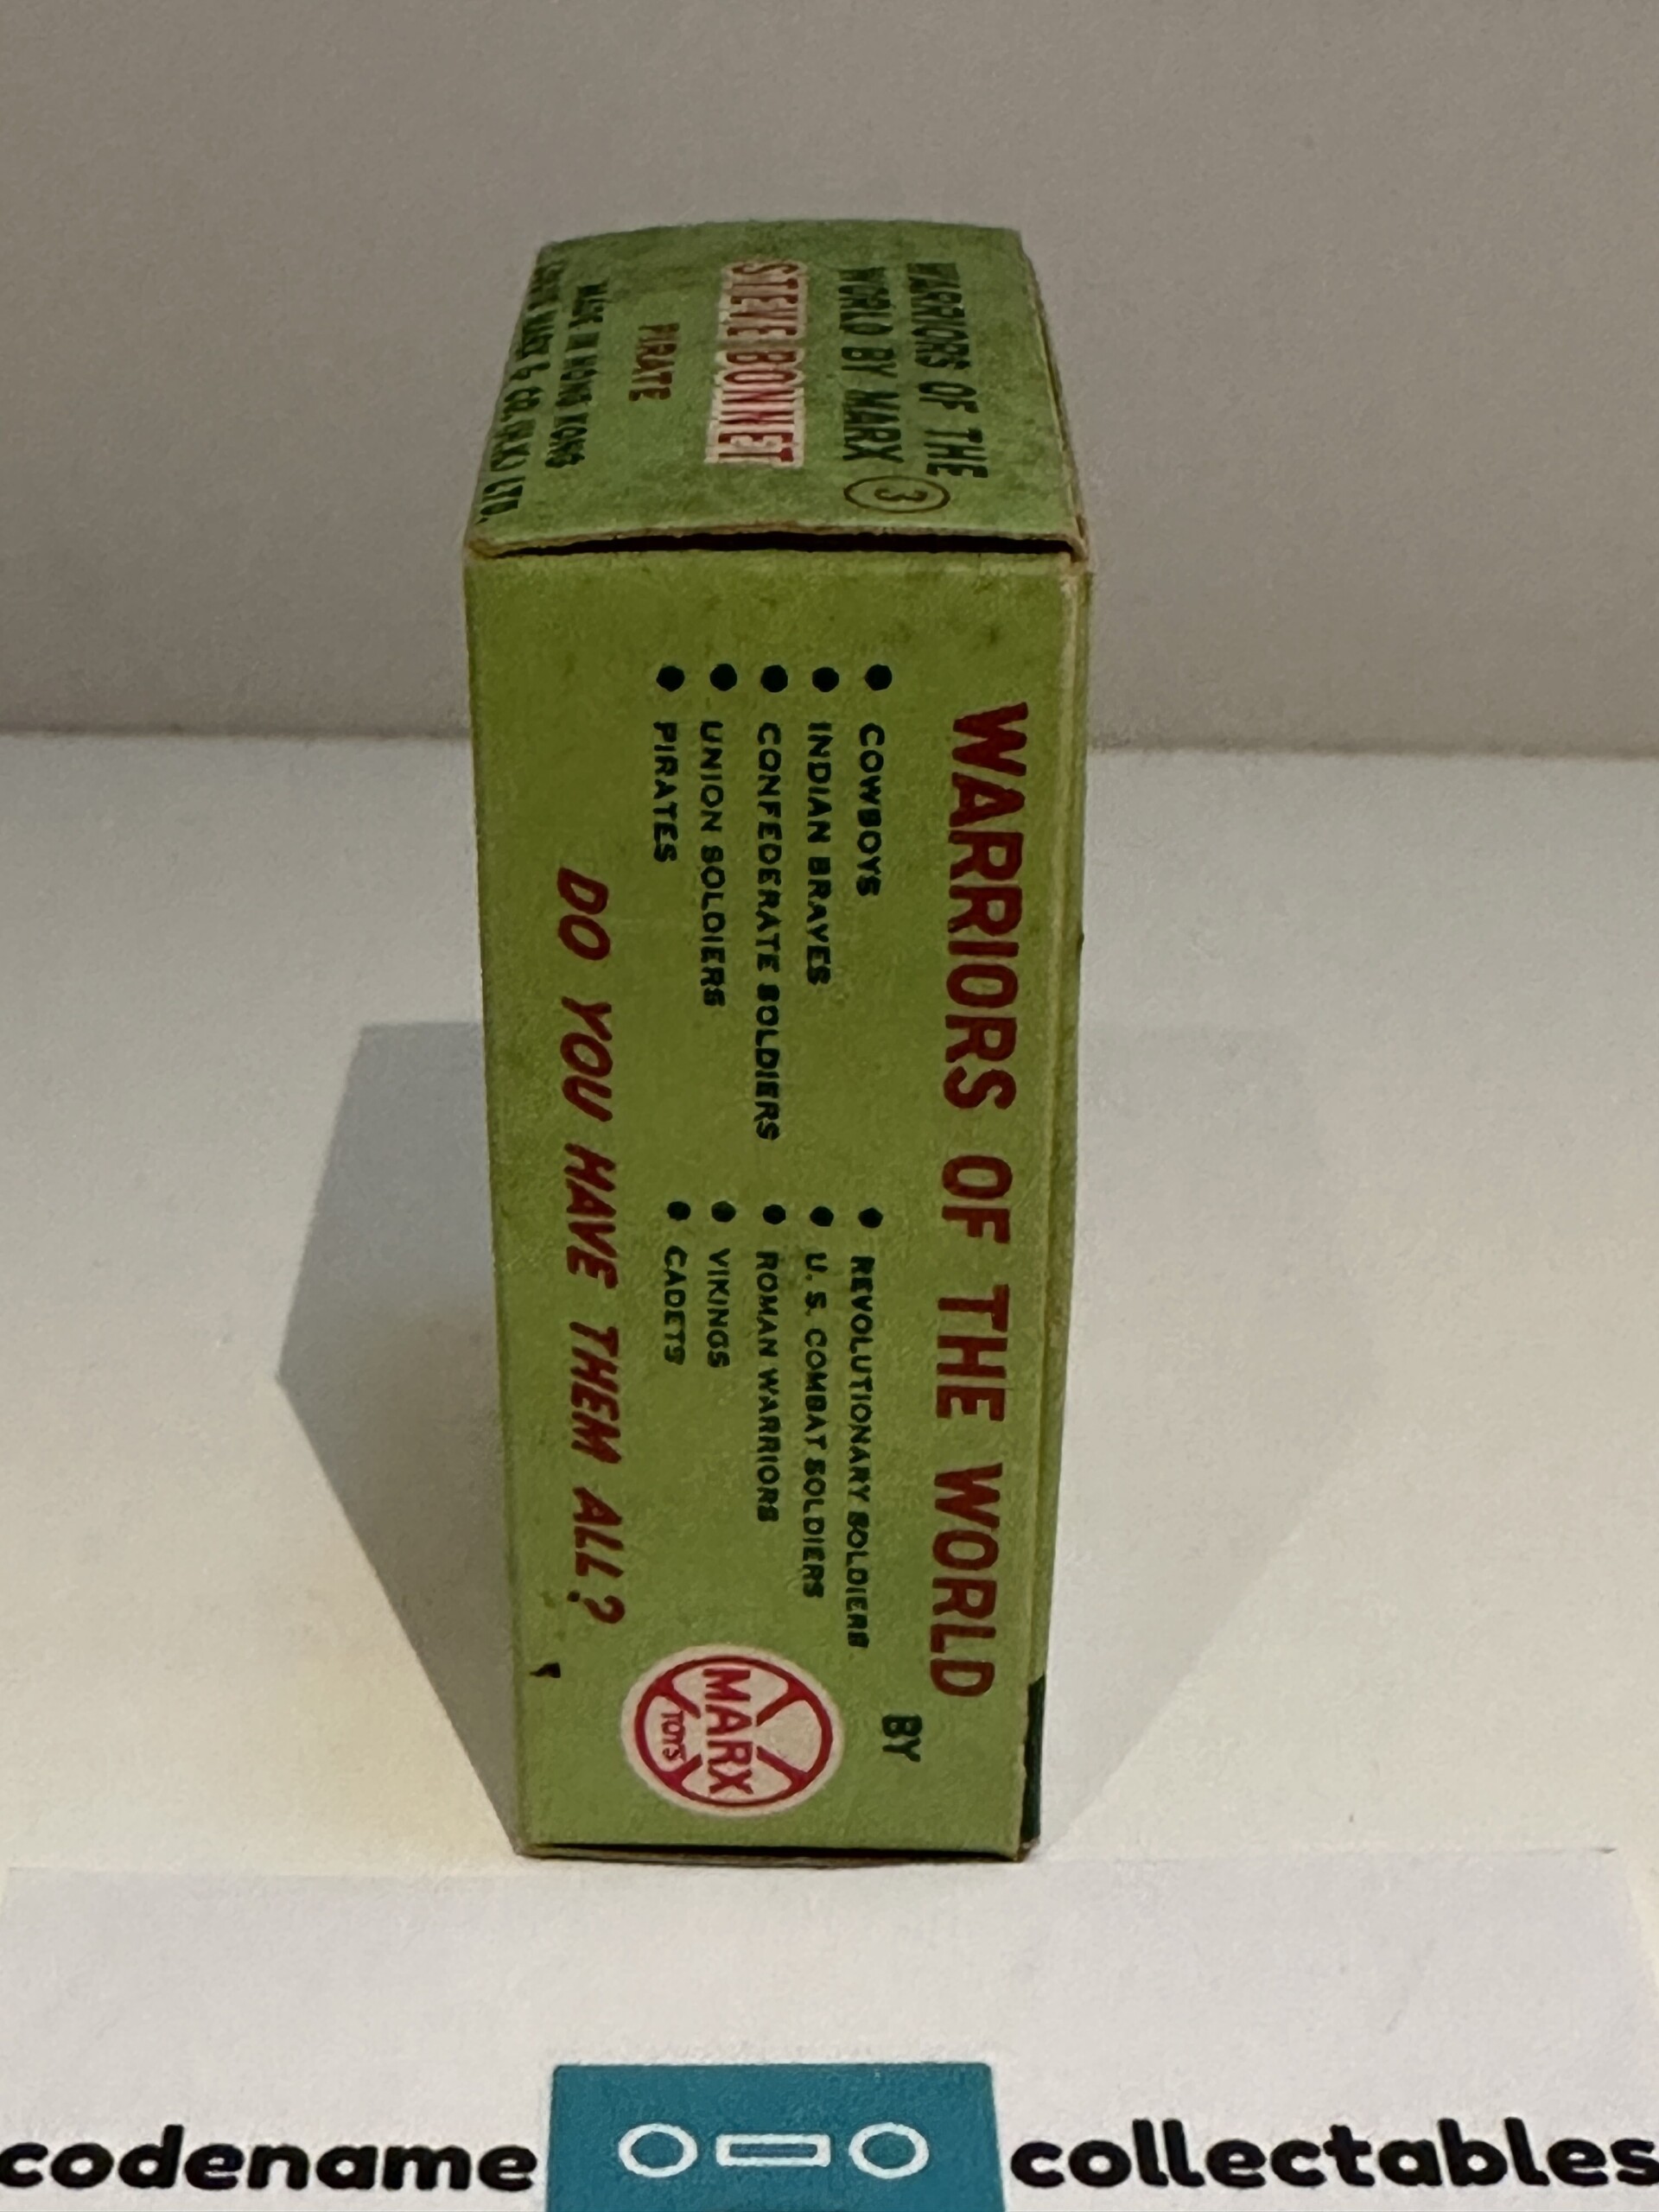 WARRIORS OF THE
WORLD BY MARX 3
STEVE BONNET
PIRATE
MADE IN HONG KONG
MARX & CO. (H.K.) LTD.
WARRIORS OF THE WORLD
BY
• COWBOYS
• INDIAN BRAVES
• CONFEDERATE SOLDIERS
• UNION SOLDIERS
• PIRATES
• REVOLUTIONARY SOLDIERS
• U. S. COMBAT SOLDIERS
• ROMAN WARRIORS
• VIKINGS
• CADETS
MARX
TOYS
DO YOU HAVE THEM ALL?
codename collectables